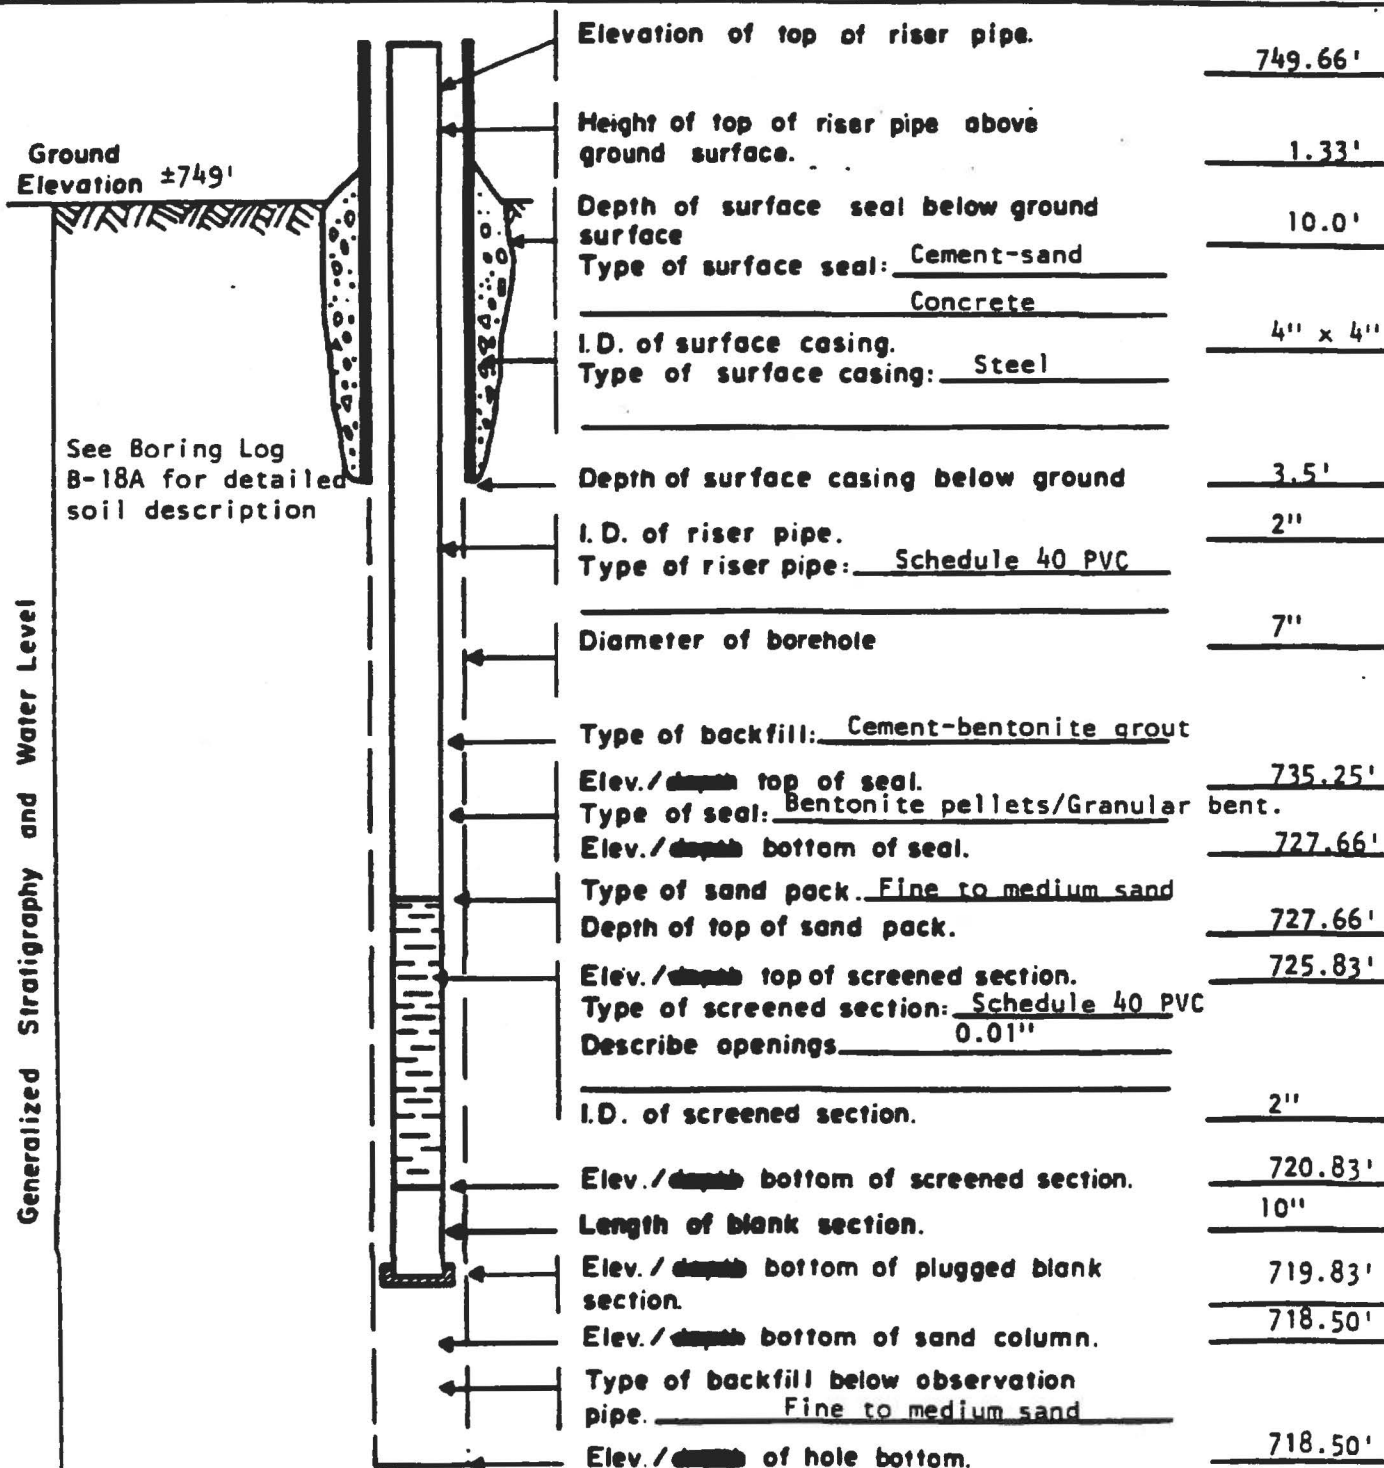 Elevation of top of riser pipe.
749.66'
Height of top of riser pipe above
ground surface.
1.33'
Ground
Elevation ±749'
Depth of surface seal below ground
surface
10.0'
Type of surface seal: Cement-sand
Concrete
I.D. of surface casing.
4" x 4"
Type of surface casing: Steel
See Boring Log
B-18A for detailed
soil description
Depth of surface casing below ground
3.5'
I.D. of riser pipe.
2"
Type of riser pipe: Schedule 40 PVC
Diameter of borehole
7"
Generalized Stratigraphy and Water Level
Type of backfill: Cement-bentonite grout
Elev./depth top of seal.
735.25'
Type of seal: Bentonite pellets/Granular bent.
Elev./depth bottom of seal.
727.66'
Type of sand pack. Fine to medium sand
Depth of top of sand pack.
727.66'
Elev./depth top of screened section.
725.83'
Type of screened section: Schedule 40 PVC
Describe openings 0.01"
I.D. of screened section.
2"
Elev./depth bottom of screened section.
720.83'
Length of blank section.
10"
Elev./depth bottom of plugged blank
section.
719.83'
Elev./depth bottom of sand column.
718.50'
Type of backfill below observation
pipe. Fine to medium sand
Elev./depth of hole bottom.
718.50'